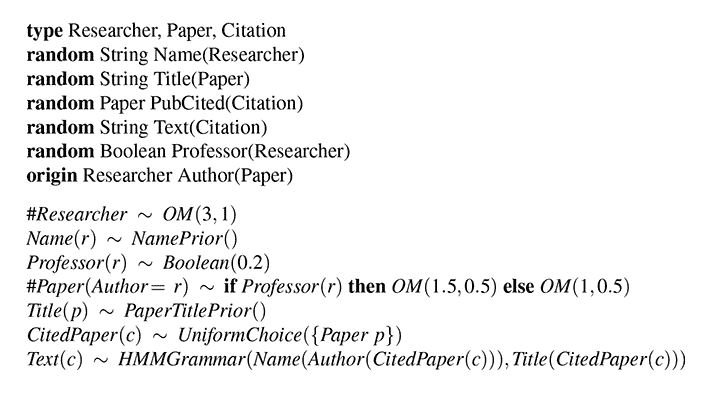 type Researcher, Paper, Citation
random String Name(Researcher)
random String Title(Paper)
random Paper PubCited(Citation)
random String Text(Citation)
random Boolean Professor(Researcher)
origin Researcher Author(Paper)
#Researcher ∼ OM(3,1)
Name(r) ∼ NamePrior()
Professor(r) ∼ Boolean(0.2)
#Paper(Author= r) ∼ if Professor(r) then OM(1.5,0.5) else OM(1,0.5)
Title(p) ∼ PaperTitlePrior()
CitedPaper(c) ∼ UniformChoice({Paper p})
Text(c) ∼ HMMGrammar(Name(Author(CitedPaper(c))),Title(CitedPaper(c)))